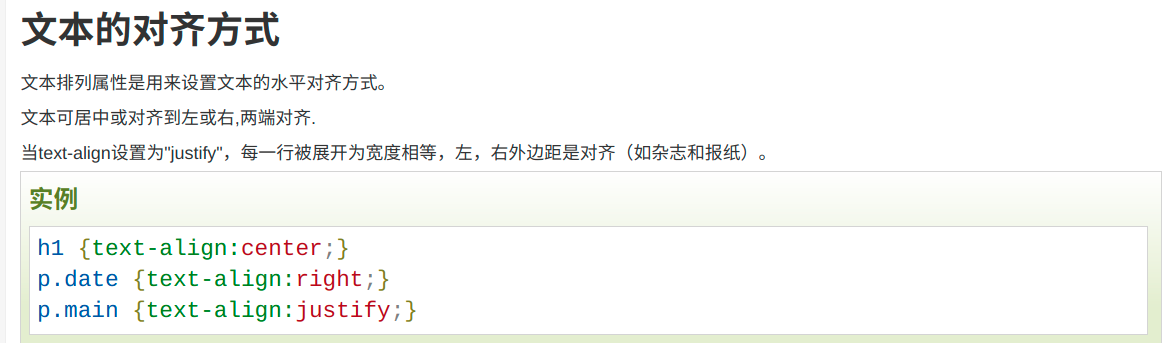 文本的对齐方式
文本排列属性是用来设置文本的水平对齐方式。
文本可居中或对齐到左或右,两端对齐.
当text-align设置为"justify"，每一行被展开为宽度相等，左，右外边距是对齐（如杂志和报纸）。
实例
h1 {text-align:center;}
p.date {text-align:right;}
p.main {text-align:justify;}